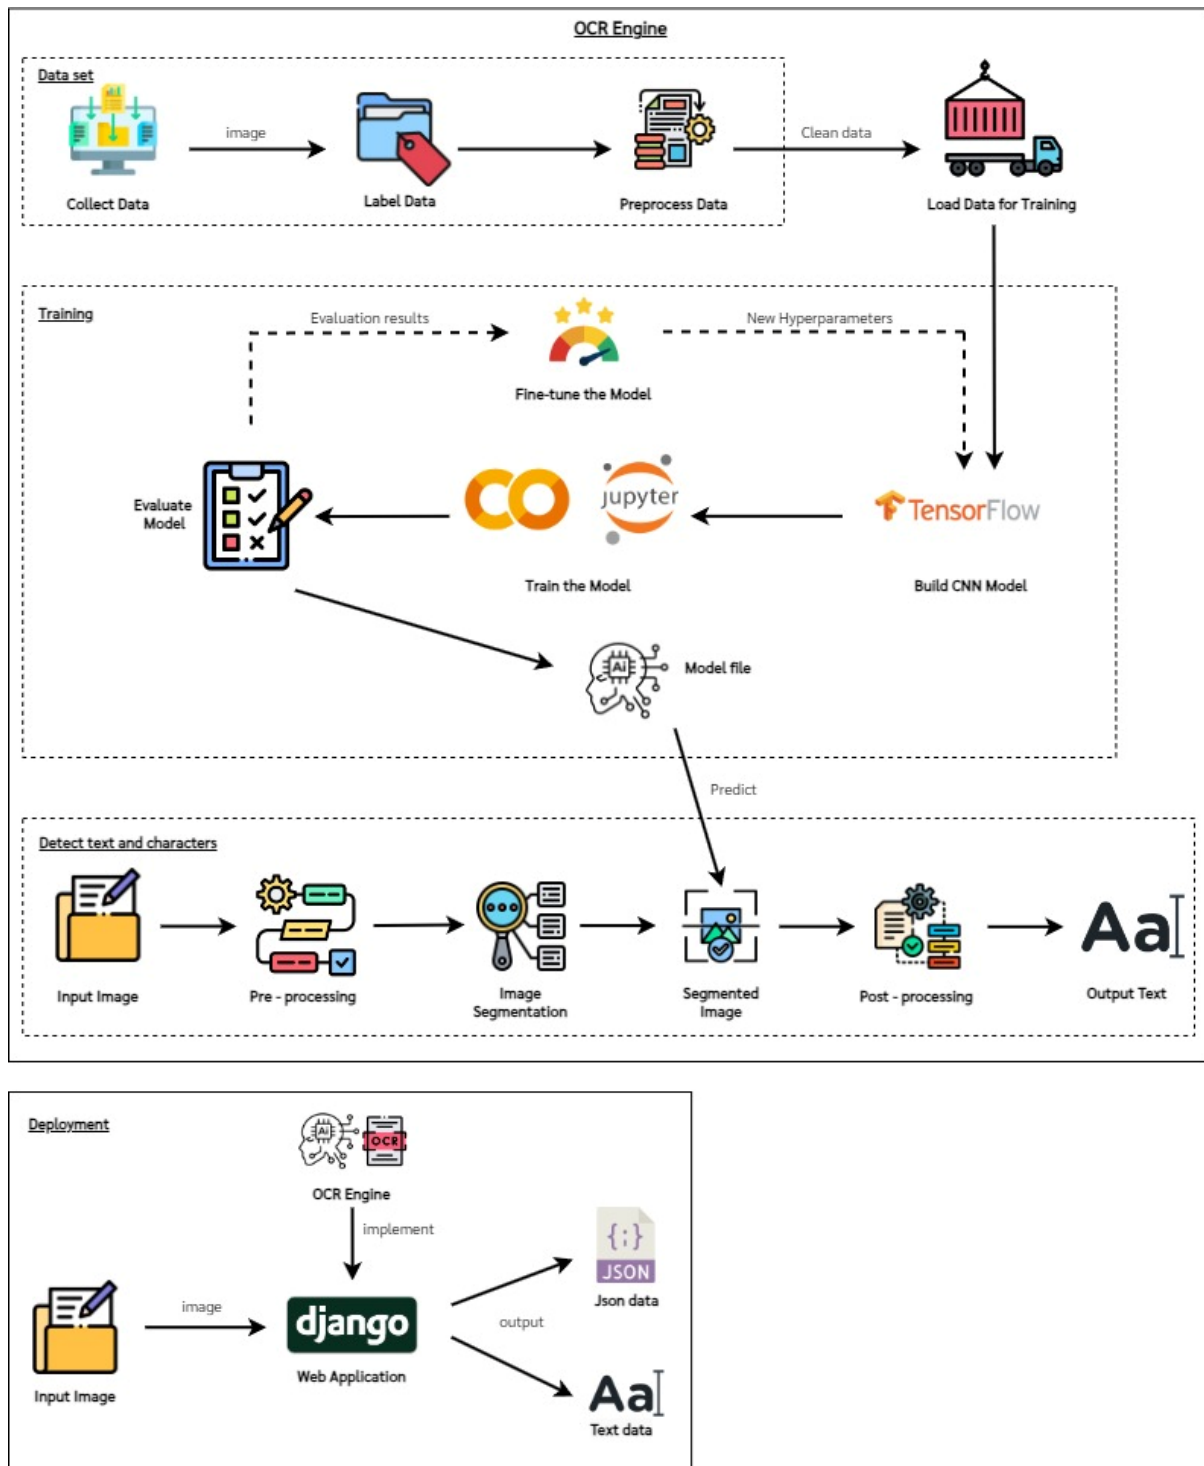 OCR Engine
Data set
image
Clean data
Collect Data
Label Data
Preprocess Data
Load Data for Training
Training
Evaluation results
New Hyperparameters
Fine-tune the Model
Evaluate
Model
jupyter
TensorFlow
Train the Model
Build CNN Model
Ai
Model file
Predict
Detect text and characters
Input Image
Pre - processing
Image
Segmentation
Segmented
Image
Post - processing
Aa
Output Text
Deployment
Ai
OCR
OCR Engine
implement
{;}
JSON
Json data
image
django
output
Web Application
Input Image
Aa
Text data